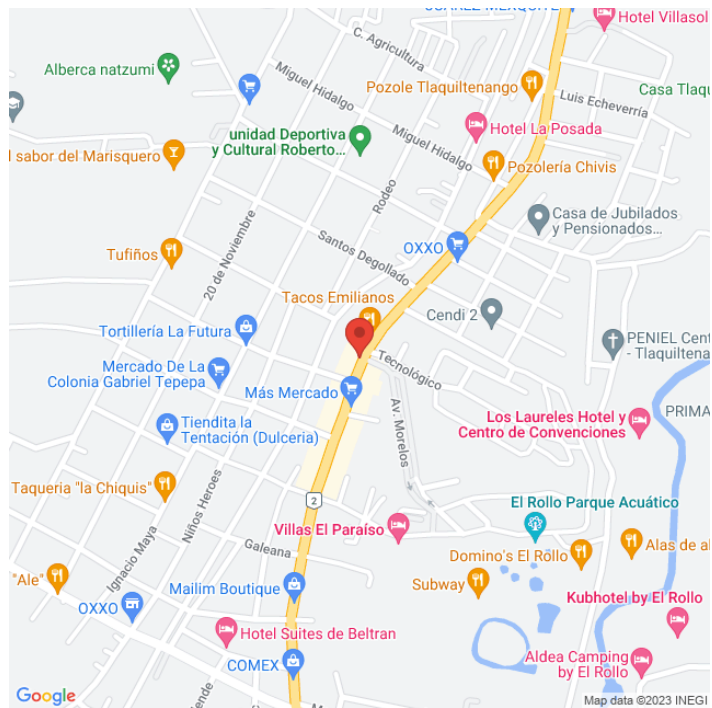 Hotel Villasol
C. Agricultura
Alberca natzumi
Miguel Hidalgo
Pozole Tlaquiltenango
Casa Tlaqu
Luis Echeverría
Hotel La Posada
unidad Deportiva
y Cultural Roberto...
Miguel Hidalgo
l sabor del Marisquero
Pozolería Chivis
Rodeo
Casa de Jubilados
y Pensionados...
20 de Noviembre
Santos Degollado
OXXO
Tufiños
Tacos Emilianos
Cendi 2
Tortillería La Futura
PENIEL Cent
- Tlaquiltena
Tecnológico
Mercado De La
Colonia Gabriel Tepepa
Más Mercado
Av. Morelos
PRIMA
Los Laureles Hotel y
Centro de Convenciones
Tiendita la
Tentación (Dulceria)
Taqueria "la Chiquis"
Niños Heroes
2
El Rollo Parque Acuático
Villas El Paraíso
Ignacio Maya
Galeana
Domino's El Rollo
Alas de al
"Ale"
Mailim Boutique
Subway
Kubhotel by El Rollo
OXXO
Hotel Suites de Beltran
COMEX
Aldea Camping
by El Rollo
ende
Google
Map data ©2023 INEGI